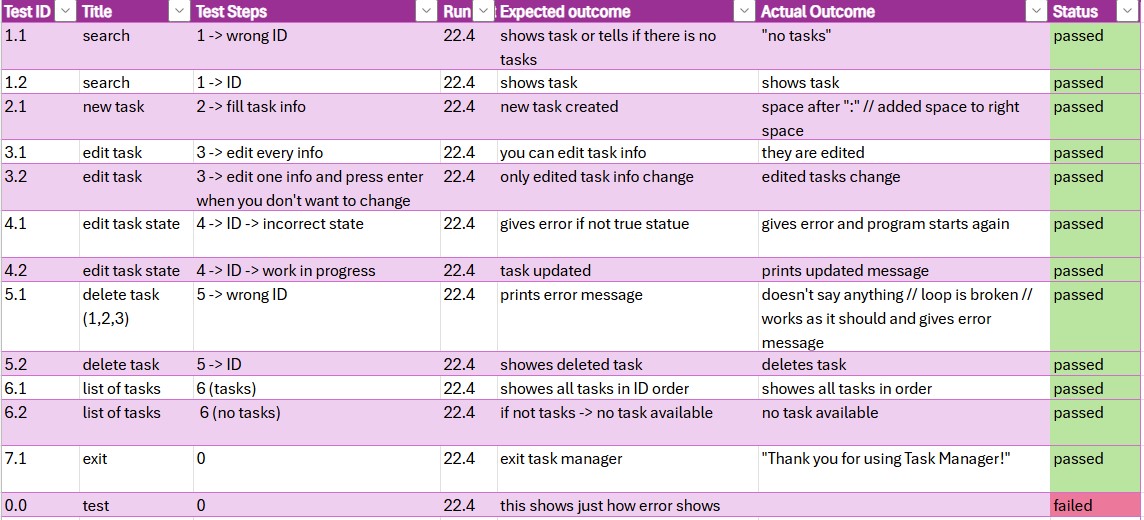 Test ID Title Test Steps Run Expected outcome Actual Outcome Status
1.1 search 1 -> wrong ID 22.4 shows task or tells if there is no "no tasks" passed
tasks
1.2 search 1 -> ID 22.4 shows task shows task passed
2.1 new task 2 -> fill task info 22.4 new task created space after ":" // added space to right passed
space
3.1 edit task 3 -> edit every info 22.4 you can edit task info they are edited passed
3.2 edit task 3 -> edit one info and press enter 22.4 only edited task info change edited tasks change passed
when you don't want to change
4.1 edit task state 4 -> ID -> incorrect state 22.4 gives error if not true statue gives error and program starts again passed
4.2 edit task state 4 -> ID -> work in progress 22.4 task updated prints updated message passed
5.1 delete task 5 -> wrong ID 22.4 prints error message doesn't say anything // loop is broken // passed
(1,2,3) works as it should and gives error
message
5.2 delete task 5 -> ID 22.4 showes deleted task deletes task passed
6.1 list of tasks 6 (tasks) 22.4 showes all tasks in ID order showes all tasks in order passed
6.2 list of tasks 6 (no tasks) 22.4 if not tasks -> no task available no task available passed
7.1 exit 0 22.4 exit task manager "Thank you for using Task Manager!" passed
0.0 test 0 22.4 this shows just how error shows failed